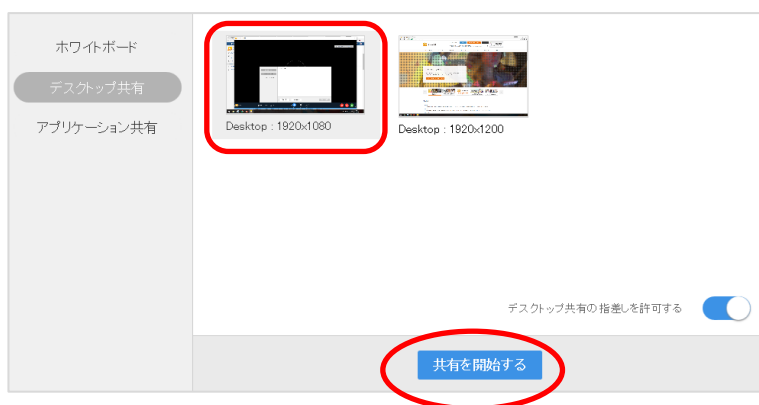 ホワイトボード
デスクトップ共有
アプリケーション共有
Desktop : 1920x1080
Desktop : 1920x1200
デスクトップ共有の指差しを許可する
共有を開始する